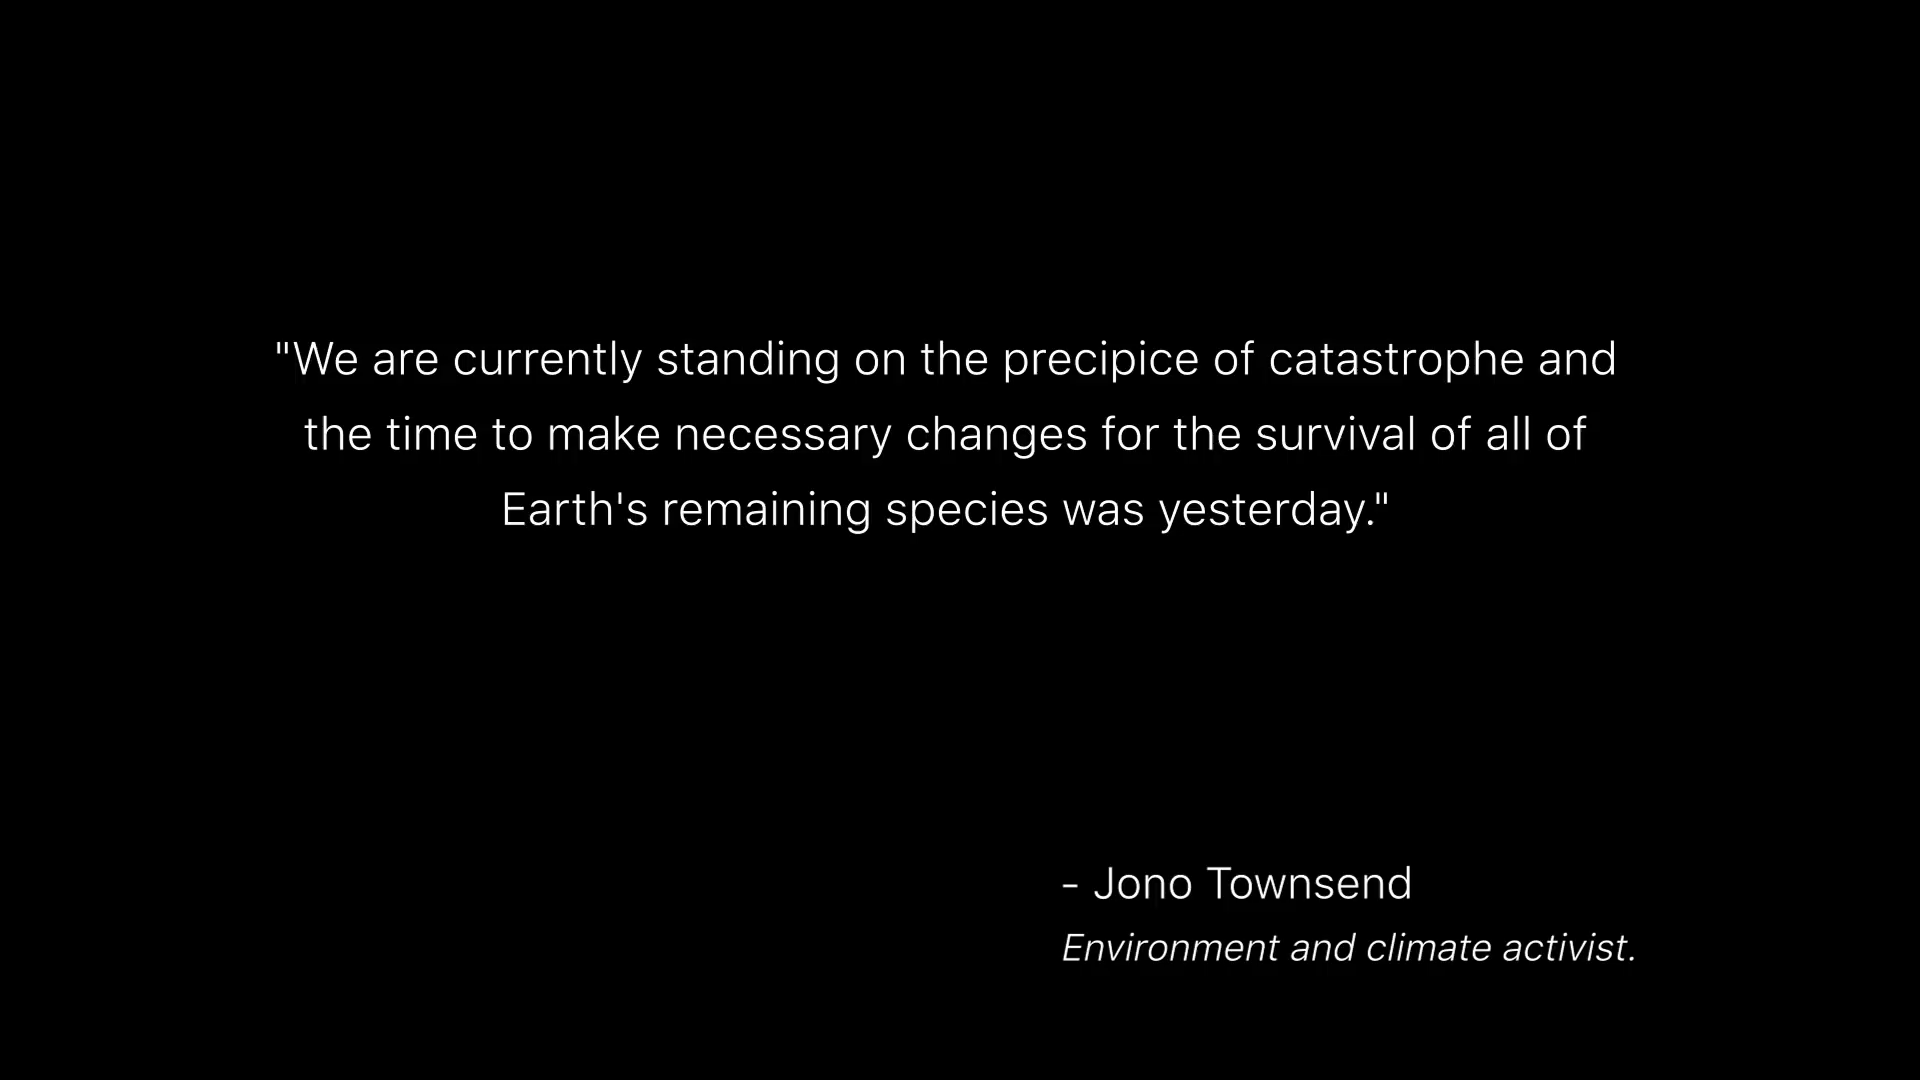 "We are currently standing on the precipice of catastrophe and
the time to make necessary changes for the survival of all of
Earth's remaining species was yesterday."
- Jono Townsend
Environment and climate activist.